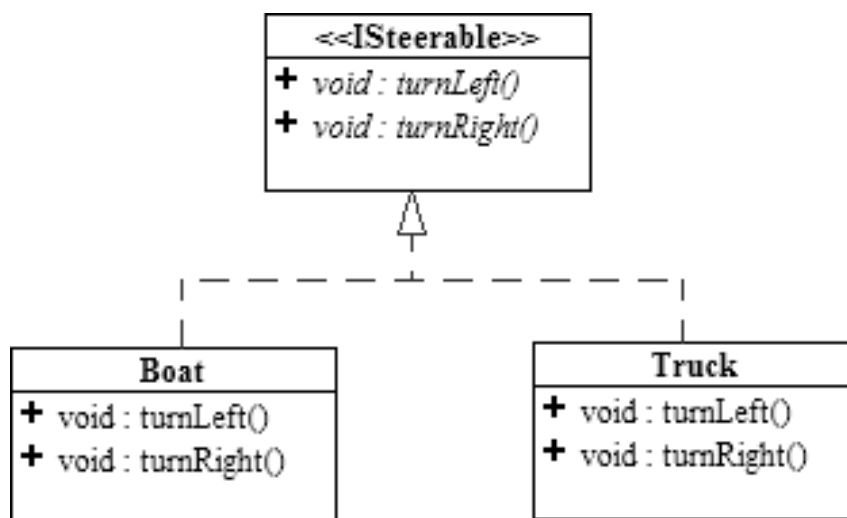 <<ISteerable>>
+ void : turnLeft()
+ void : turnRight()
Boat
+ void : turnLeft()
+ void : turnRight()
Truck
+ void : turnLeft()
+ void : turnRight()